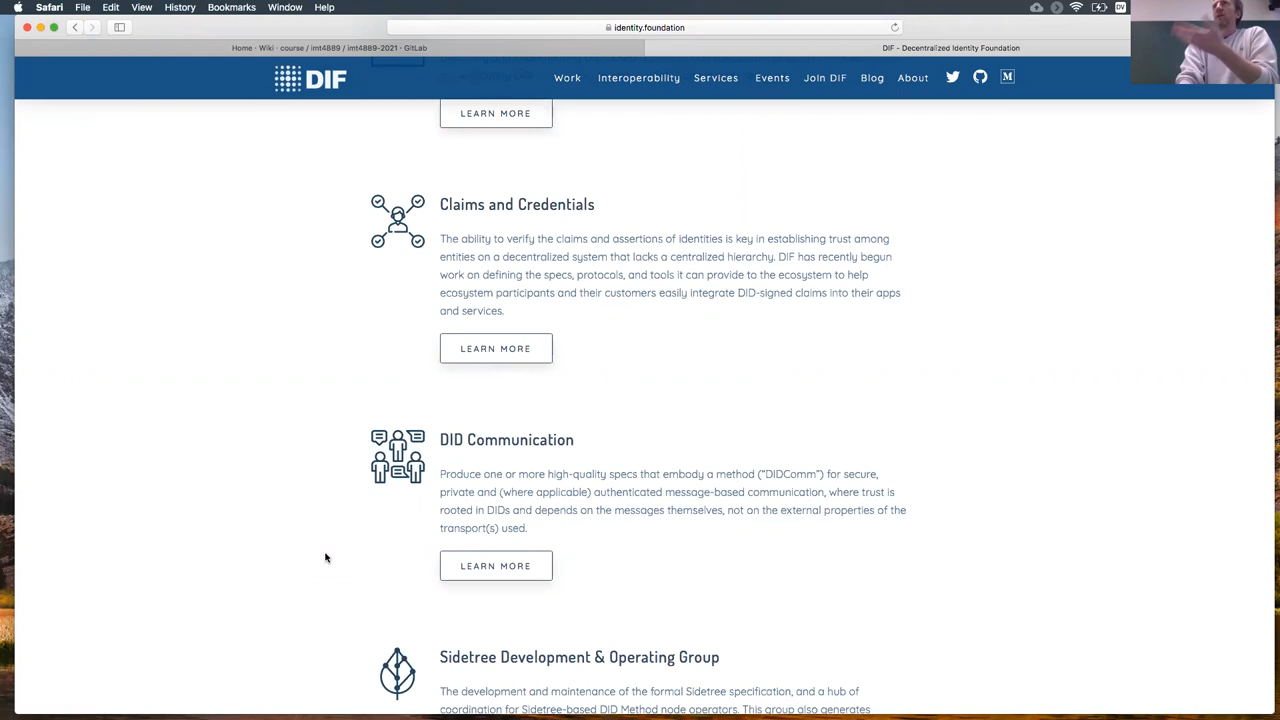 Safari File Edit View History Bookmarks Window Help DV
identity.foundation
Home · Wiki · course / imt4889 / imt4889-2021 · GitLab DIF - Decentralized Identity Foundation
DIF Work Interoperability Services Events Join DIF Blog About M
LEARN MORE
Claims and Credentials
The ability to verify the claims and assertions of identities is key in establishing trust among
entities on a decentralized system that lacks a centralized hierarchy. DIF has recently begun
work on defining the specs, protocols, and tools it can provide to the ecosystem to help
ecosystem participants and their customers easily integrate DID-signed claims into their apps
and services.
LEARN MORE
DID Communication
Produce one or more high-quality specs that embody a method (“DIDComm”) for secure,
private and (where applicable) authenticated message-based communication, where trust is
rooted in DIDs and depends on the messages themselves, not on the external properties of the
transport(s) used.
LEARN MORE
Sidetree Development & Operating Group
The development and maintenance of the formal Sidetree specification, and a hub of
coordination for Sidetree-based DID Method node operators. This group also generates